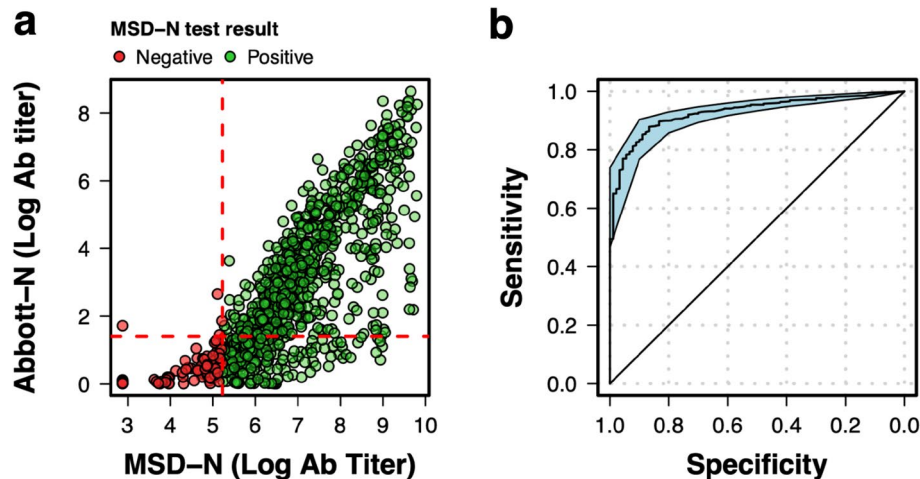 a
MSD–N test result
Negative Positive
Abbott–N (Log Ab titer)
8
6
4
2
0
3 4 5 6 7 8 9 10
MSD–N (Log Ab Titer)
b
Sensitivity
1.0
0.8
0.6
0.4
0.2
0.0
1.0 0.8 0.6 0.4 0.2 0.0
Specificity